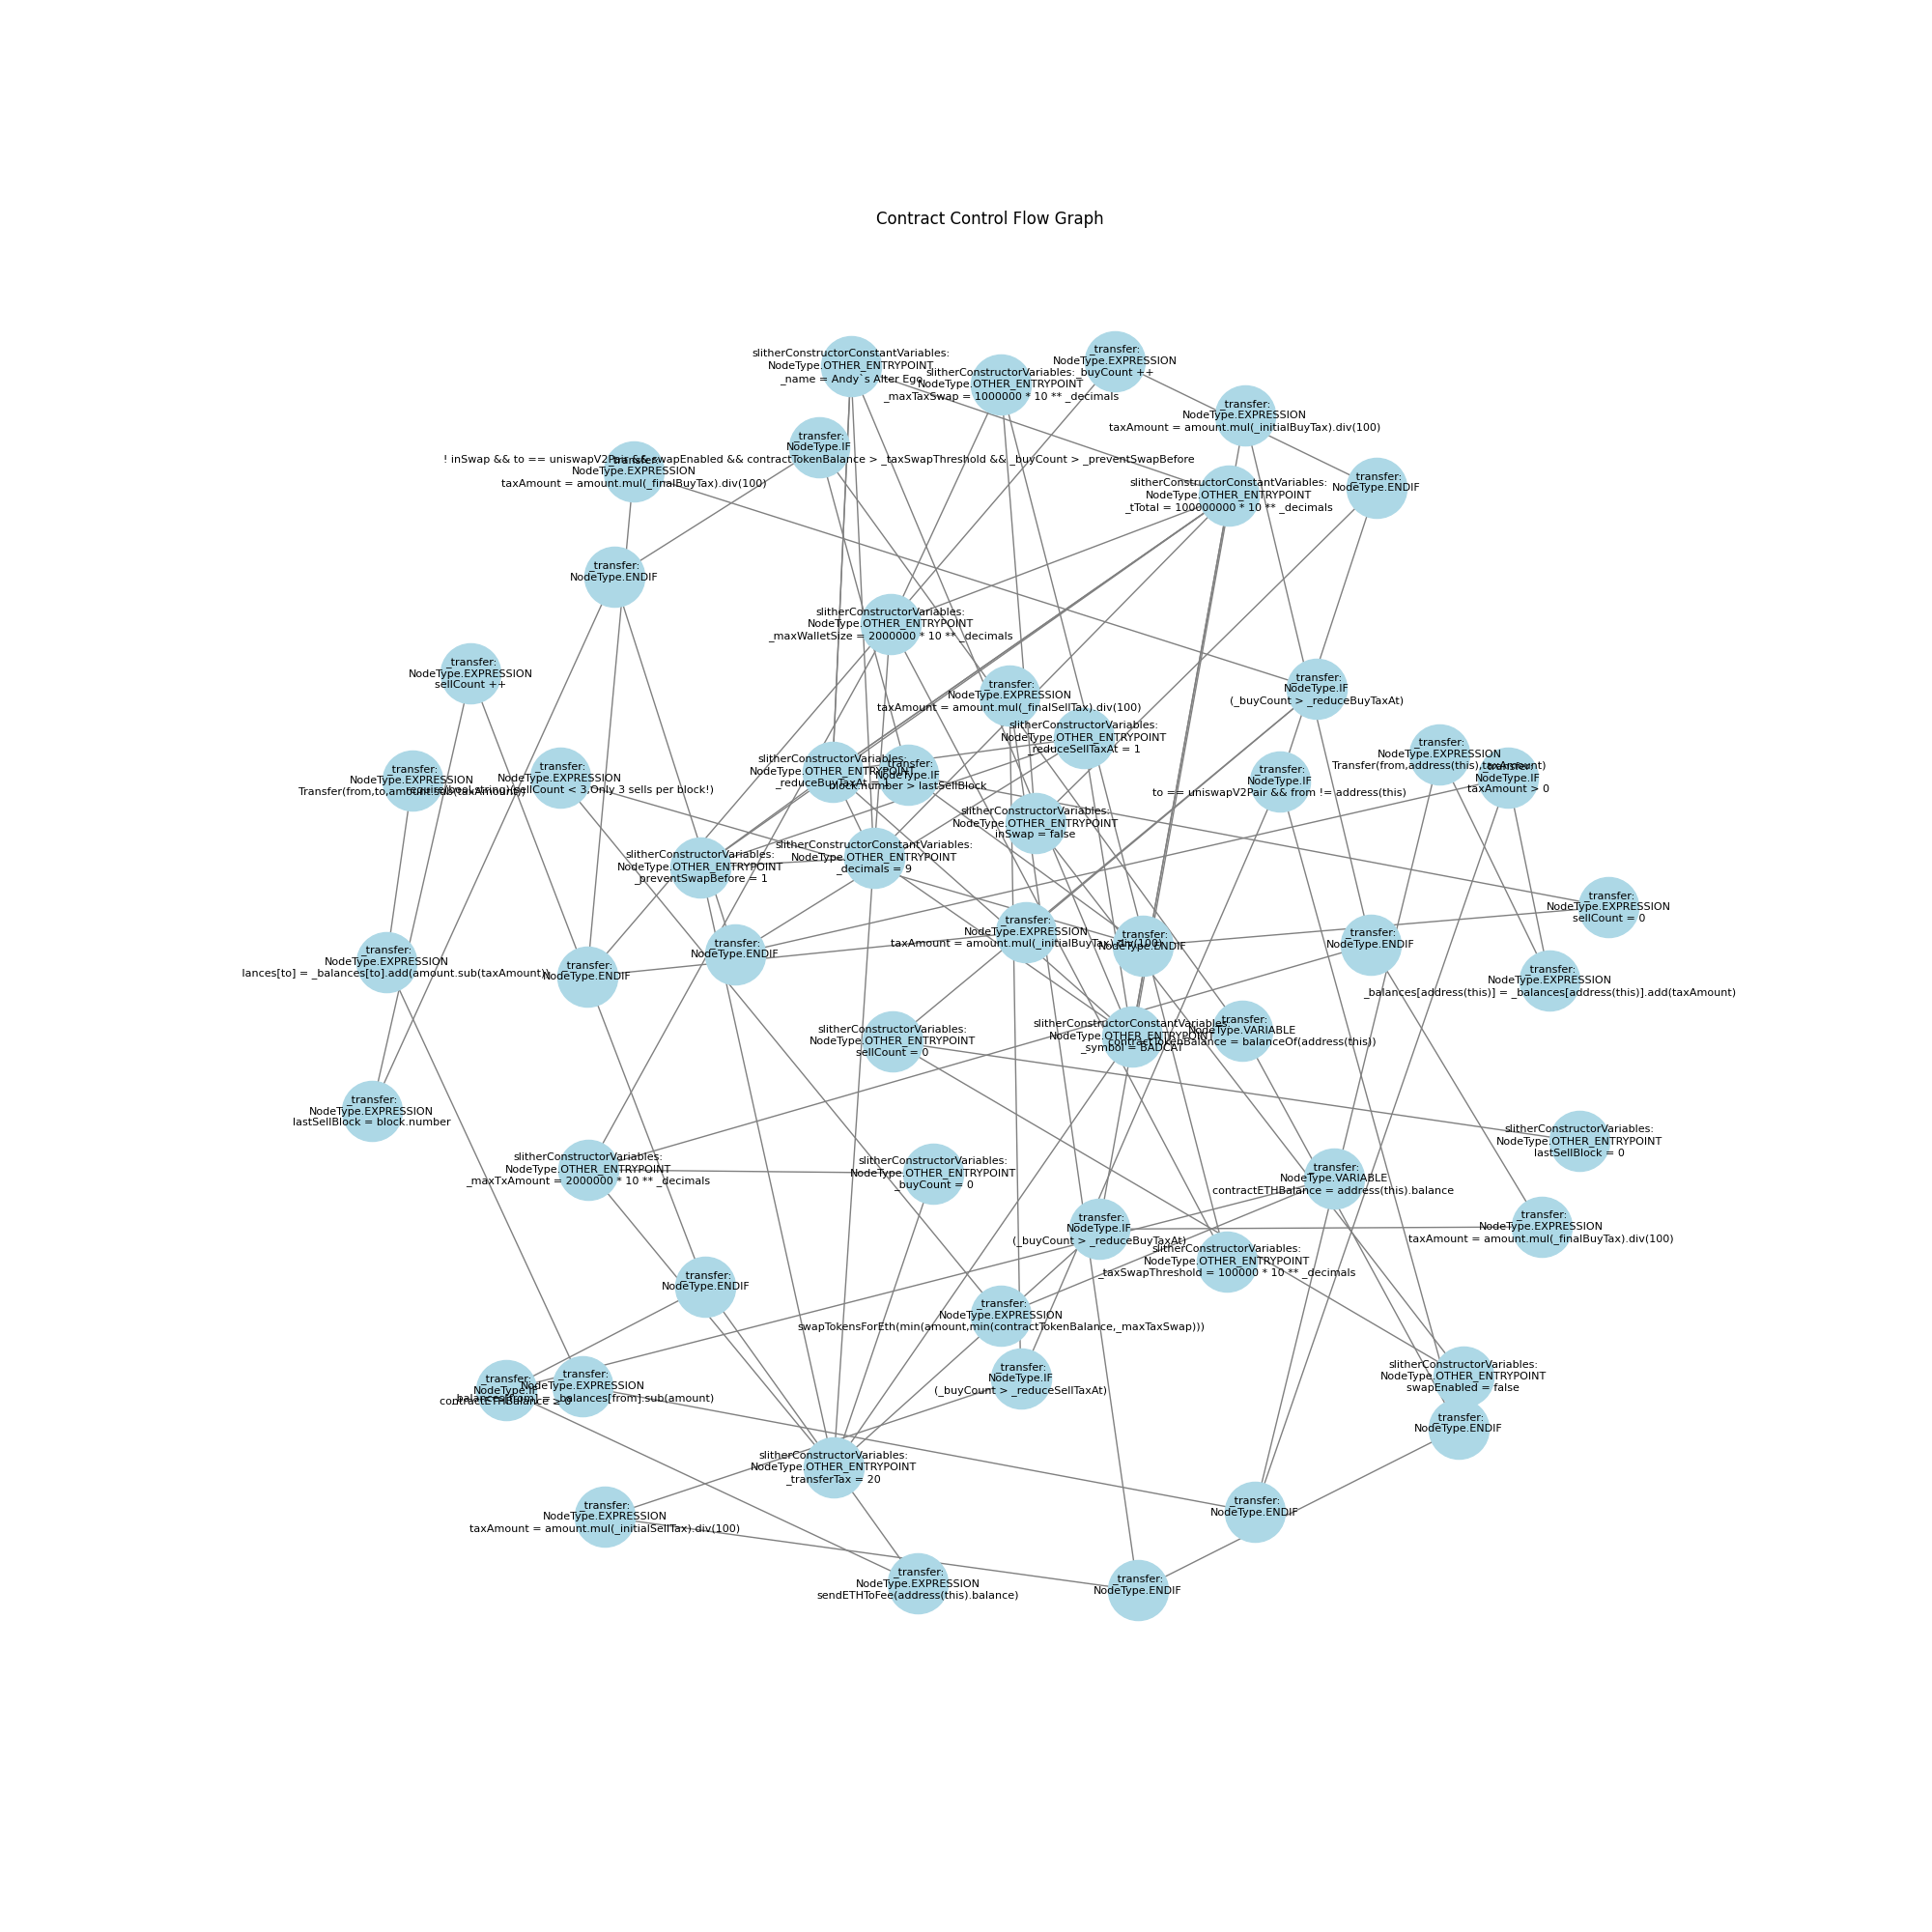 Contract Control Flow Graph
slitherConstructorConstantVariables:
NodeType.OTHER_ENTRYPOINT
_name = Andy`s Alter Ego
slitherConstructorVariables:
NodeType.OTHER_ENTRYPOINT
_maxTaxSwap = 1000000 * 10 ** _decimals
_transfer:
NodeType.EXPRESSION
_buyCount ++
_transfer:
NodeType.EXPRESSION
taxAmount = amount.mul(_initialBuyTax).div(100)
_transfer:
NodeType.IF
! inSwap && to == uniswapV2Pair && swapEnabled && contractTokenBalance > _taxSwapThreshold && _buyCount > _preventSwapBefore
_transfer:
NodeType.EXPRESSION
taxAmount = amount.mul(_finalBuyTax).div(100)
slitherConstructorConstantVariables:
NodeType.OTHER_ENTRYPOINT
_tTotal = 100000000 * 10 ** _decimals
_transfer:
NodeType.ENDIF
_transfer:
NodeType.ENDIF
slitherConstructorVariables:
NodeType.OTHER_ENTRYPOINT
_maxWalletSize = 2000000 * 10 ** _decimals
_transfer:
NodeType.EXPRESSION
sellCount ++
_transfer:
NodeType.EXPRESSION
taxAmount = amount.mul(_finalSellTax).div(100)
_transfer:
NodeType.IF
(_buyCount > _reduceBuyTaxAt)
slitherConstructorVariables:
NodeType.OTHER_ENTRYPOINT
_reduceSellTaxAt = 1
_transfer:
NodeType.EXPRESSION
Transfer(from,to,amount.sub(taxAmount))
_transfer:
NodeType.EXPRESSION
require(bool,string)(sellCount < 3,Only 3 sells per block!)
slitherConstructorVariables:
NodeType.OTHER_ENTRYPOINT
_reduceBuyTaxAt = 1
_transfer:
NodeType.IF
block.number > lastSellBlock
_transfer:
NodeType.IF
to == uniswapV2Pair && from != address(this)
_transfer:
NodeType.EXPRESSION
Transfer(from,address(this),taxAmount)
_transfer:
NodeType.IF
taxAmount > 0
slitherConstructorVariables:
NodeType.OTHER_ENTRYPOINT
inSwap = false
slitherConstructorVariables:
NodeType.OTHER_ENTRYPOINT
_preventSwapBefore = 1
slitherConstructorConstantVariables:
NodeType.OTHER_ENTRYPOINT
_decimals = 9
_transfer:
NodeType.EXPRESSION
sellCount = 0
_transfer:
NodeType.EXPRESSION
lances[to] = _balances[to].add(amount.sub(taxAmount))
_transfer:
NodeType.ENDIF
_transfer:
NodeType.ENDIF
_transfer:
NodeType.EXPRESSION
taxAmount = amount.mul(_initialBuyTax).div(100)
_transfer:
NodeType.ENDIF
_transfer:
NodeType.ENDIF
_transfer:
NodeType.EXPRESSION
_balances[address(this)] = _balances[address(this)].add(taxAmount)
slitherConstructorVariables:
NodeType.OTHER_ENTRYPOINT
sellCount = 0
slitherConstructorConstantVariables:
NodeType.OTHER_ENTRYPOINT
_symbol = BADCAT
_transfer:
NodeType.VARIABLE
contractTokenBalance = balanceOf(address(this))
_transfer:
NodeType.EXPRESSION
lastSellBlock = block.number
slitherConstructorVariables:
NodeType.OTHER_ENTRYPOINT
lastSellBlock = 0
slitherConstructorVariables:
NodeType.OTHER_ENTRYPOINT
_maxTxAmount = 2000000 * 10 ** _decimals
slitherConstructorVariables:
NodeType.OTHER_ENTRYPOINT
_buyCount = 0
_transfer:
NodeType.VARIABLE
contractETHBalance = address(this).balance
_transfer:
NodeType.IF
(_buyCount > _reduceBuyTaxAt)
_transfer:
NodeType.EXPRESSION
taxAmount = amount.mul(_finalBuyTax).div(100)
slitherConstructorVariables:
NodeType.OTHER_ENTRYPOINT
_taxSwapThreshold = 100000 * 10 ** _decimals
_transfer:
NodeType.ENDIF
_transfer:
NodeType.EXPRESSION
swapTokensForEth(min(amount,min(contractTokenBalance,_maxTaxSwap)))
_transfer:
NodeType.IF
contractETHBalance > 0
_transfer:
NodeType.EXPRESSION
_balances[from] = _balances[from].sub(amount)
_transfer:
NodeType.IF
(_buyCount > _reduceSellTaxAt)
slitherConstructorVariables:
NodeType.OTHER_ENTRYPOINT
swapEnabled = false
_transfer:
NodeType.ENDIF
slitherConstructorVariables:
NodeType.OTHER_ENTRYPOINT
_transferTax = 20
_transfer:
NodeType.EXPRESSION
taxAmount = amount.mul(_initialSellTax).div(100)
_transfer:
NodeType.ENDIF
_transfer:
NodeType.EXPRESSION
sendETHToFee(address(this).balance)
_transfer:
NodeType.ENDIF